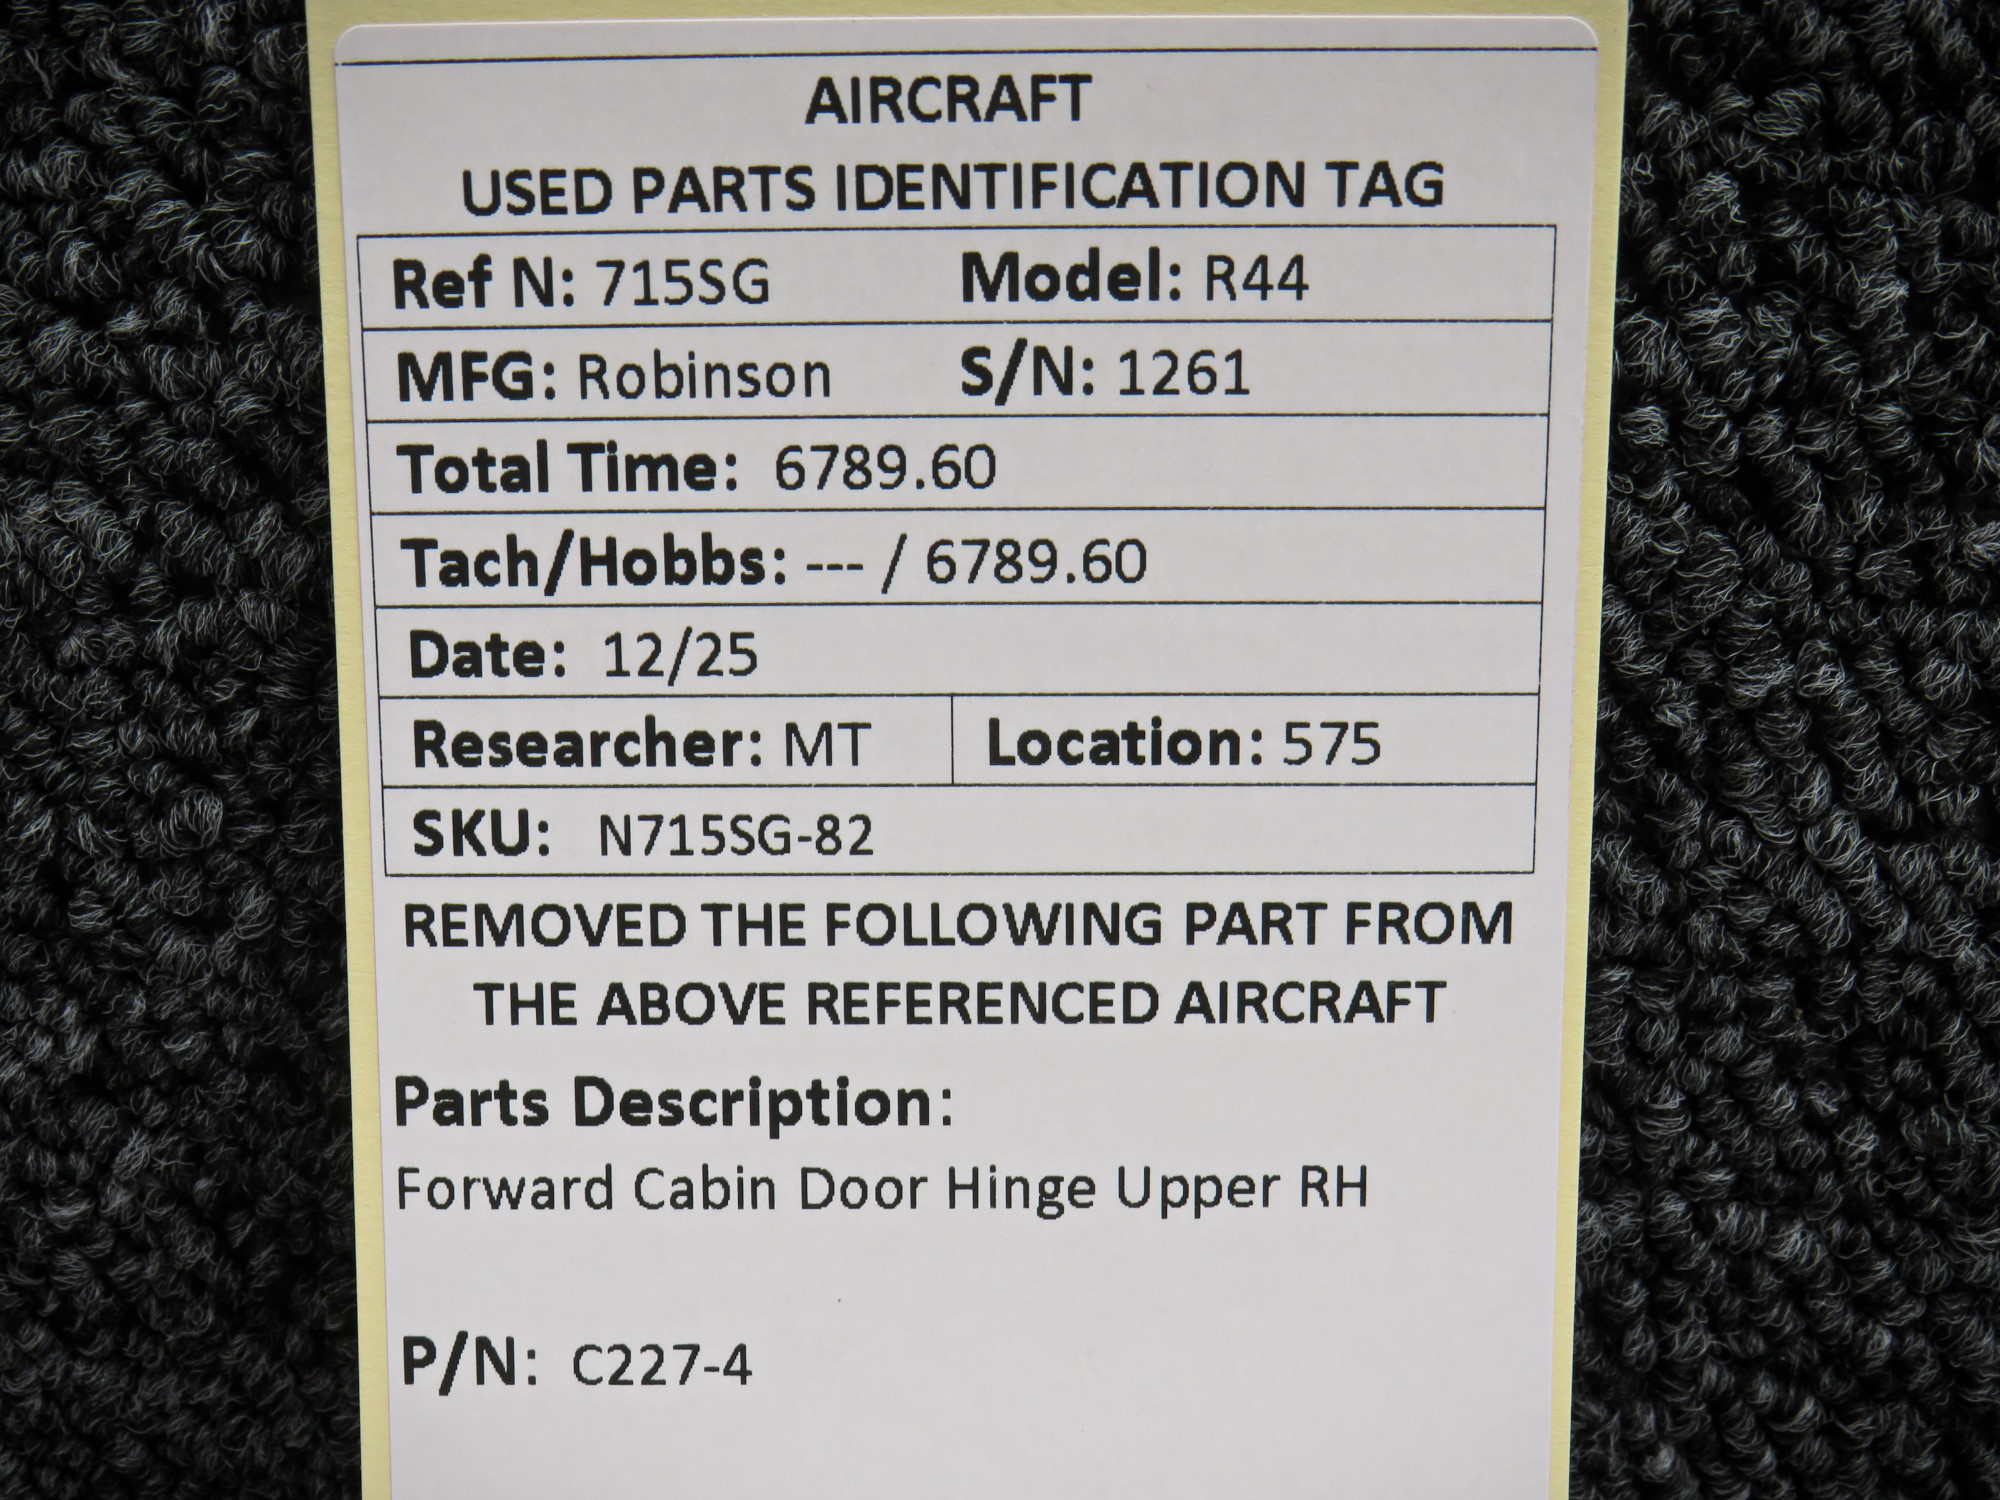 AIRCRAFT
USED PARTS IDENTIFICATION TAG
Ref N: 715SG Model: R44
MFG: Robinson S/N: 1261
Total Time: 6789.60
Tach/Hobbs: --- / 6789.60
Date: 12/25
Researcher: MT Location: 575
SKU: N715SG-82
REMOVED THE FOLLOWING PART FROM
THE ABOVE REFERENCED AIRCRAFT
Parts Description:
Forward Cabin Door Hinge Upper RH
P/N: C227-4